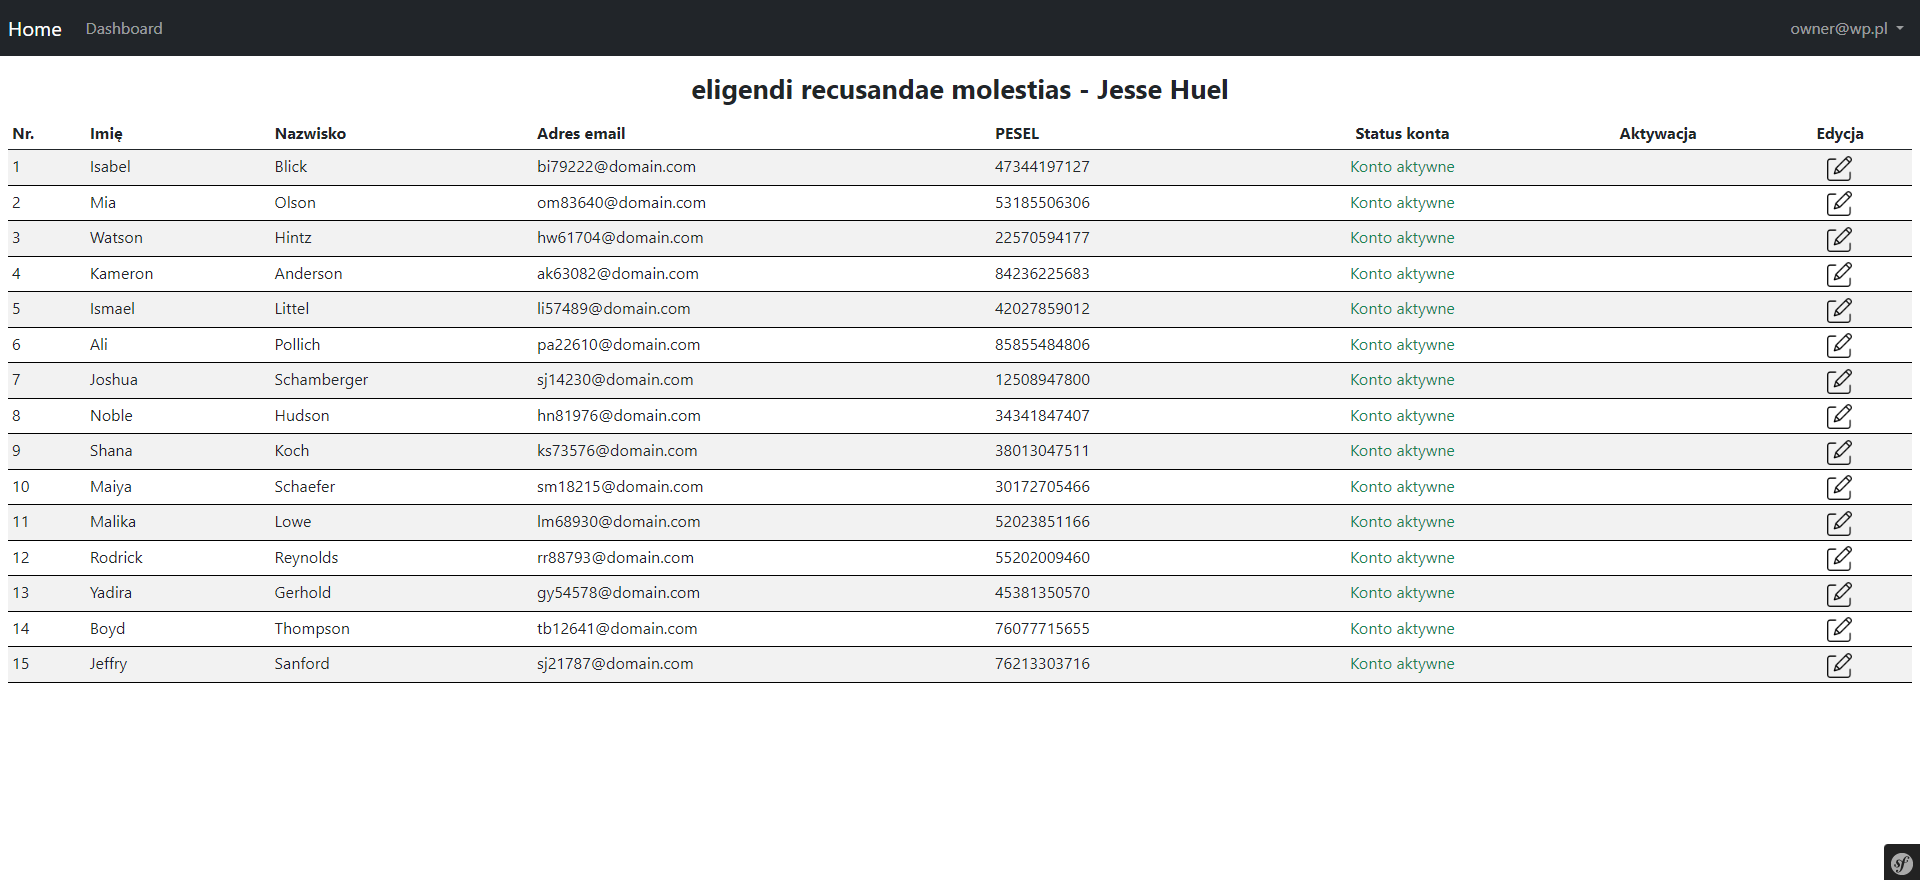 Home Dashboard owner@wp.pl
eligendi recusandae molestias - Jesse Huel
Nr. Imię Nazwisko Adres email PESEL Status konta Aktywacja Edycja
1 Isabel Blick bi79222@domain.com 47344197127 Konto aktywne
2 Mia Olson om83640@domain.com 53185506306 Konto aktywne
3 Watson Hintz hw61704@domain.com 22570594177 Konto aktywne
4 Kameron Anderson ak63082@domain.com 84236225683 Konto aktywne
5 Ismael Littel li57489@domain.com 42027859012 Konto aktywne
6 Ali Pollich pa22610@domain.com 85855484806 Konto aktywne
7 Joshua Schamberger sj14230@domain.com 12508947800 Konto aktywne
8 Noble Hudson hn81976@domain.com 34341847407 Konto aktywne
9 Shana Koch ks73576@domain.com 38013047511 Konto aktywne
10 Maiya Schaefer sm18215@domain.com 30172705466 Konto aktywne
11 Malika Lowe lm68930@domain.com 52023851166 Konto aktywne
12 Rodrick Reynolds rr88793@domain.com 55202009460 Konto aktywne
13 Yadira Gerhold gy54578@domain.com 45381350570 Konto aktywne
14 Boyd Thompson tb12641@domain.com 76077715655 Konto aktywne
15 Jeffry Sanford sj21787@domain.com 76213303716 Konto aktywne
sf